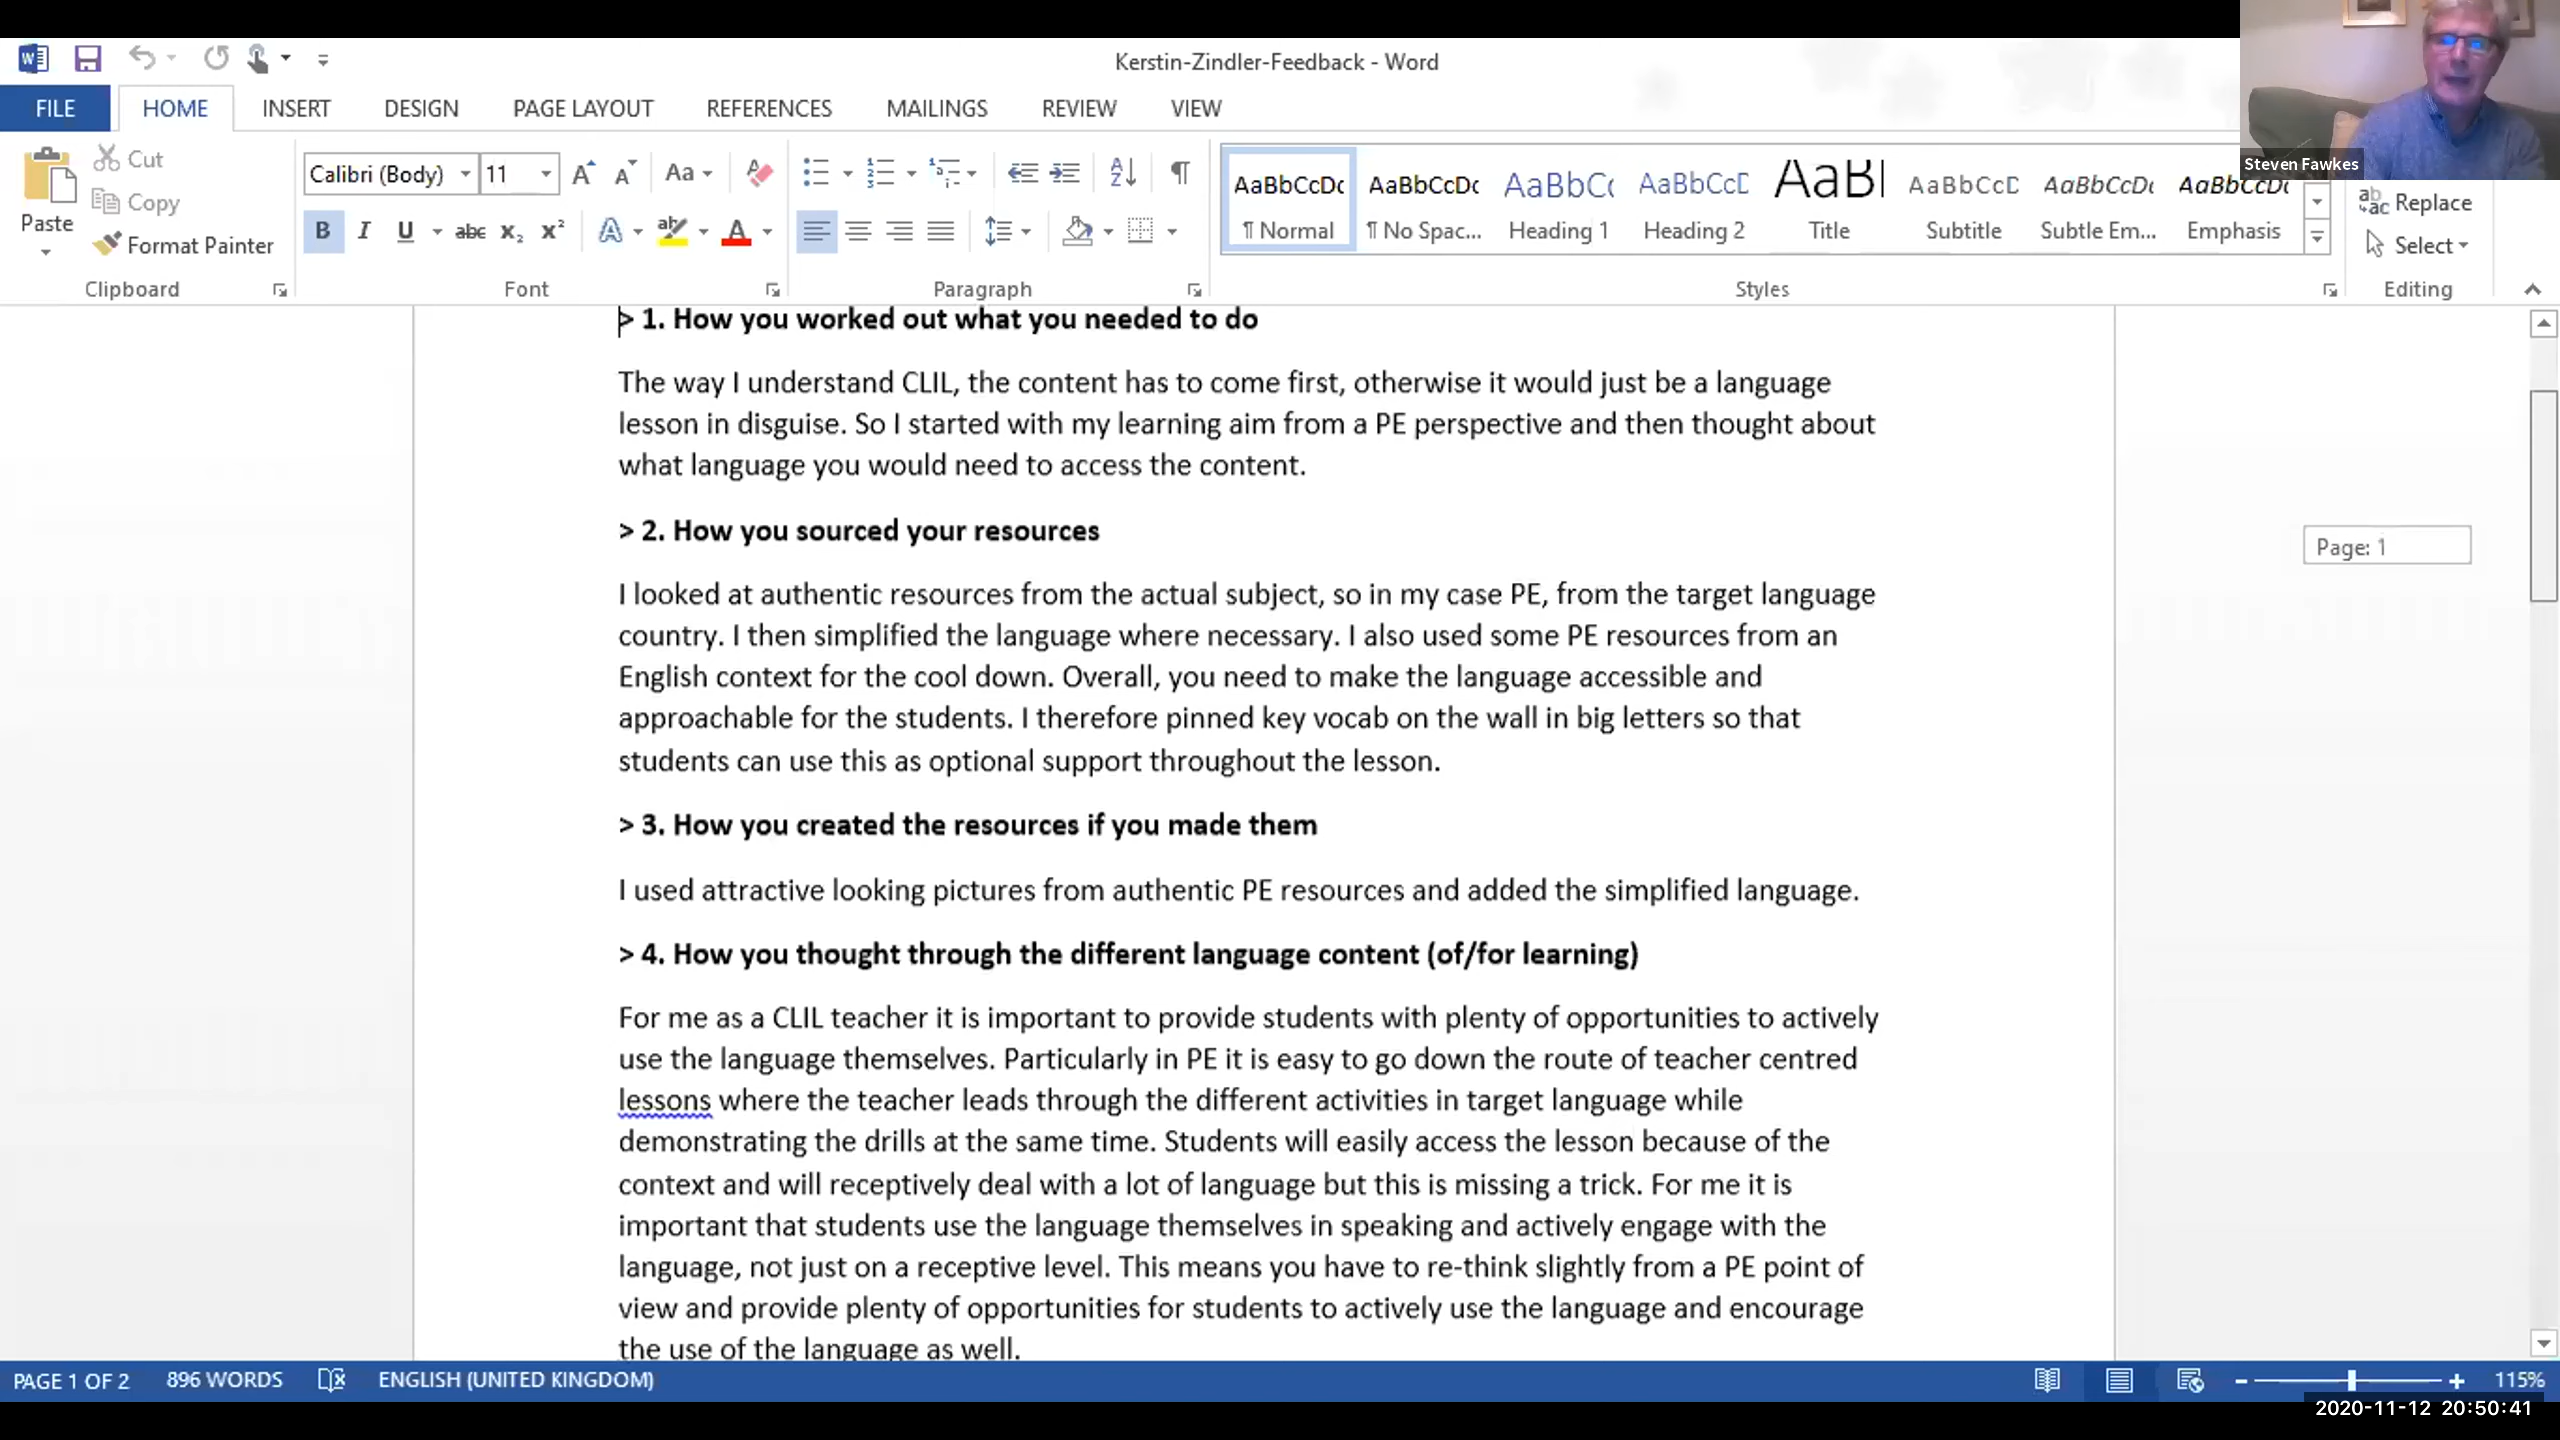 Kerstin-Zindler-Feedback - Word
FILE
HOME
INSERT
DESIGN
PAGE LAYOUT
REFERENCES
MAILINGS
REVIEW
VIEW
Steven Fawkes
Paste
Cut
Copy
Format Painter
Clipboard
Calibri (Body)
11
Font
Paragraph
AaBbCcDc
¶ Normal
AaBbCcDc
¶ No Spac...
AaBbC
Heading 1
AaBbCcD
Heading 2
AaB
Title
AaBbCcD
Subtitle
AaBbCcDc
Subtle Em...
AaBbCcDc
Emphasis
Styles
Replace
Select
Editing
> 1. How you worked out what you needed to do
The way I understand CLIL, the content has to come first, otherwise it would just be a language
lesson in disguise. So I started with my learning aim from a PE perspective and then thought about
what language you would need to access the content.
> 2. How you sourced your resources
I looked at authentic resources from the actual subject, so in my case PE, from the target language
country. I then simplified the language where necessary. I also used some PE resources from an
English context for the cool down. Overall, you need to make the language accessible and
approachable for the students. I therefore pinned key vocab on the wall in big letters so that
students can use this as optional support throughout the lesson.
> 3. How you created the resources if you made them
I used attractive looking pictures from authentic PE resources and added the simplified language.
> 4. How you thought through the different language content (of/for learning)
For me as a CLIL teacher it is important to provide students with plenty of opportunities to actively
use the language themselves. Particularly in PE it is easy to go down the route of teacher centred
lessons where the teacher leads through the different activities in target language while
demonstrating the drills at the same time. Students will easily access the lesson because of the
context and will receptively deal with a lot of language but this is missing a trick. For me it is
important that students use the language themselves in speaking and actively engage with the
language, not just on a receptive level. This means you have to re-think slightly from a PE point of
view and provide plenty of opportunities for students to actively use the language and encourage
the use of the language as well.
Page: 1
PAGE 1 OF 2
896 WORDS
ENGLISH (UNITED KINGDOM)
115%
2020-11-12 20:50:41